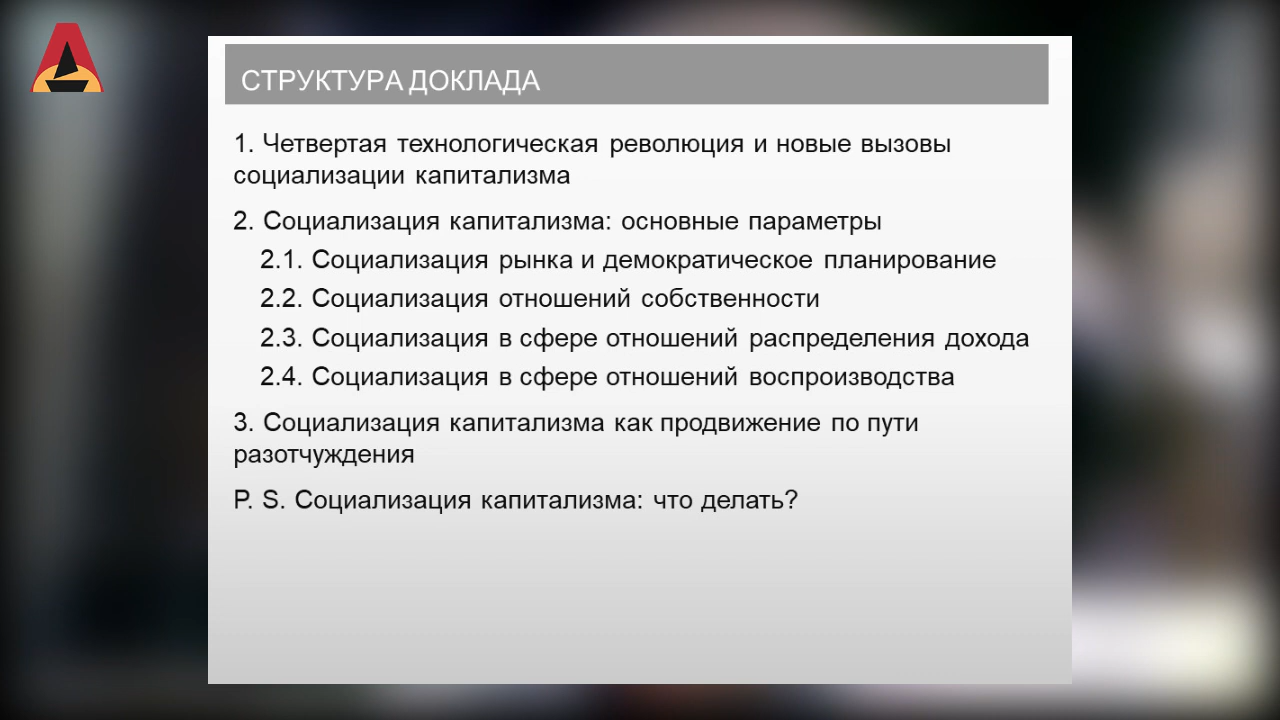 СТРУКТУРА ДОКЛАДА
1. Четвертая технологическая революция и новые вызовы
социализации капитализма
2. Социализация капитализма: основные параметры
2.1. Социализация рынка и демократическое планирование
2.2. Социализация отношений собственности
2.3. Социализация в сфере отношений распределения дохода
2.4. Социализация в сфере отношений воспроизводства
3. Социализация капитализма как продвижение по пути
разотчуждения
P. S. Социализация капитализма: что делать?